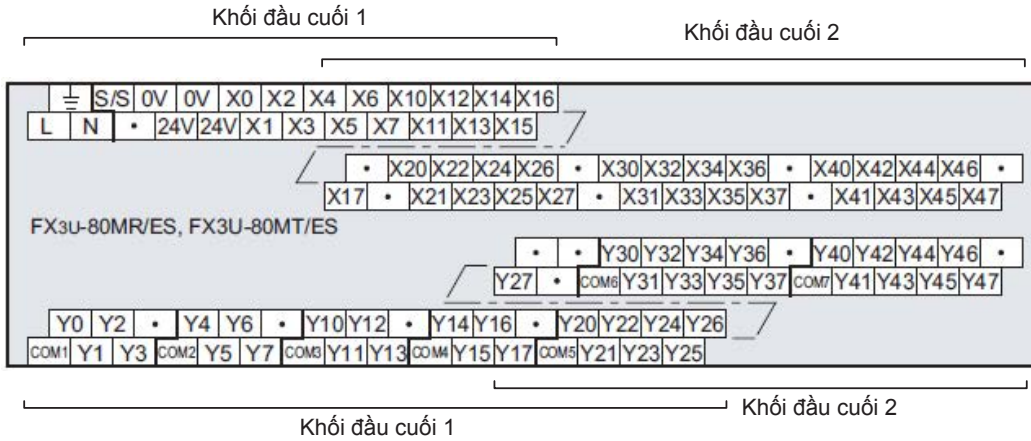 Khối đầu cuối 1
Khối đầu cuối 2
S/S 0V 0V X0 X2 X4 X6 X10 X12 X14 X16
L N • 24V 24V X1 X3 X5 X7 X11 X13 X15
• X20 X22 X24 X26 • X30 X32 X34 X36 • X40 X42 X44 X46 •
X17 • X21 X23 X25 X27 • X31 X33 X35 X37 • X41 X43 X45 X47
FX3U-80MR/ES, FX3U-80MT/ES
• • Y30 Y32 Y34 Y36 • Y40 Y42 Y44 Y46 •
Y27 • COM6 Y31 Y33 Y35 Y37 COM7 Y41 Y43 Y45 Y47
Y0 Y2 • Y4 Y6 • Y10 Y12 • Y14 Y16 • Y20 Y22 Y24 Y26
COM1 Y1 Y3 COM2 Y5 Y7 COM3 Y11 Y13 COM4 Y15 Y17 COM5 Y21 Y23 Y25
Khối đầu cuối 2
Khối đầu cuối 1